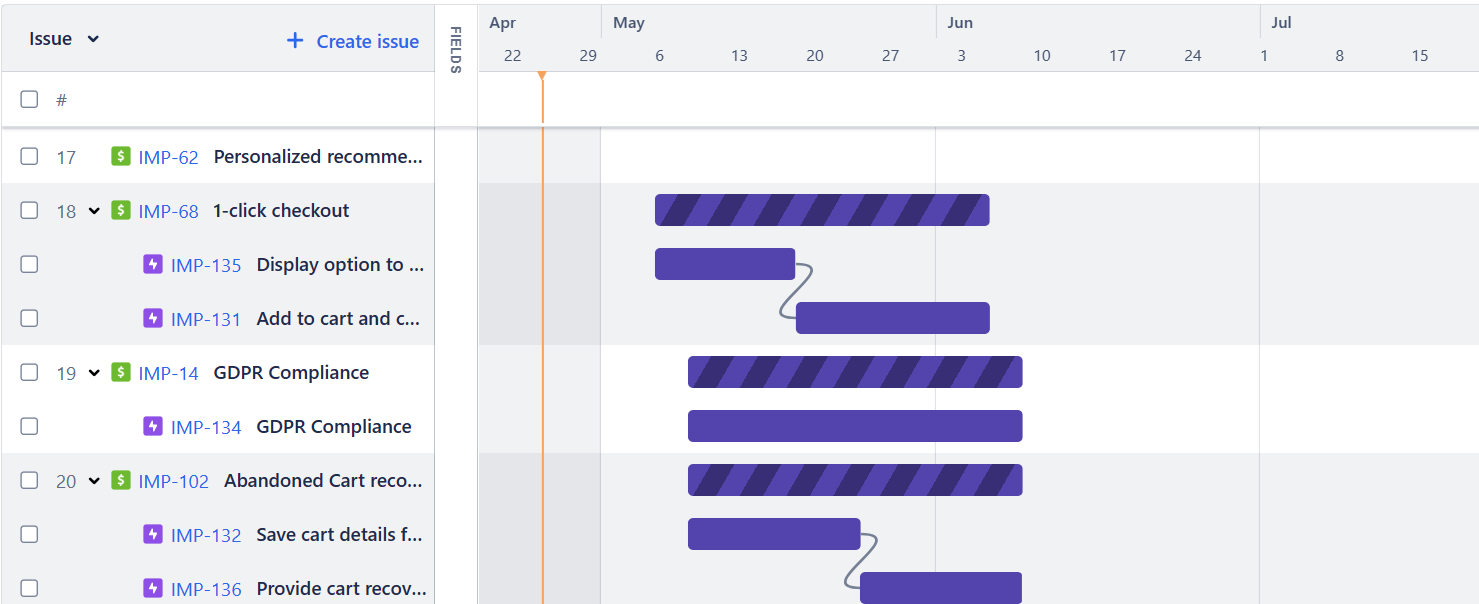 Issue
Create issue
FIELDS
Apr May Jun Jul
22 29 6 13 20 27 3 10 17 24 1 8 15
#
17 $ IMP-62 Personalized recomme...
18 $ IMP-68 1-click checkout
IMP-135 Display option to ...
IMP-131 Add to cart and c...
19 $ IMP-14 GDPR Compliance
IMP-134 GDPR Compliance
20 $ IMP-102 Abandoned Cart reco...
IMP-132 Save cart details f...
IMP-136 Provide cart recov...